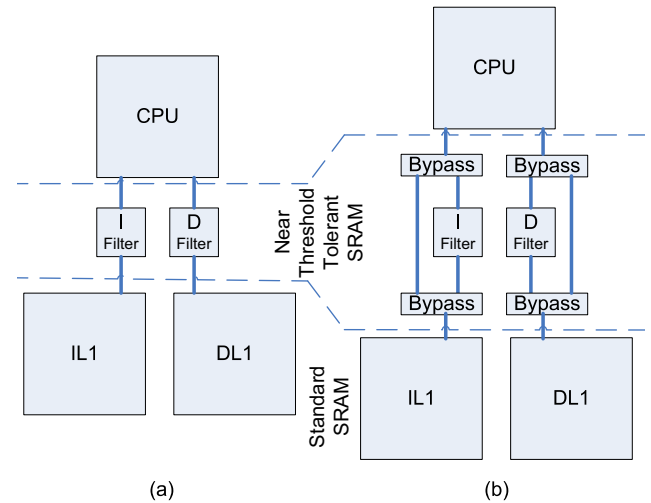 CPU
I
Filter
D
Filter
IL1
DL1
(a)
Near
Threshold
Tolerant
SRAM
Standard
SRAM
CPU
Bypass
Bypass
I
Filter
D
Filter
Bypass
Bypass
IL1
DL1
(b)